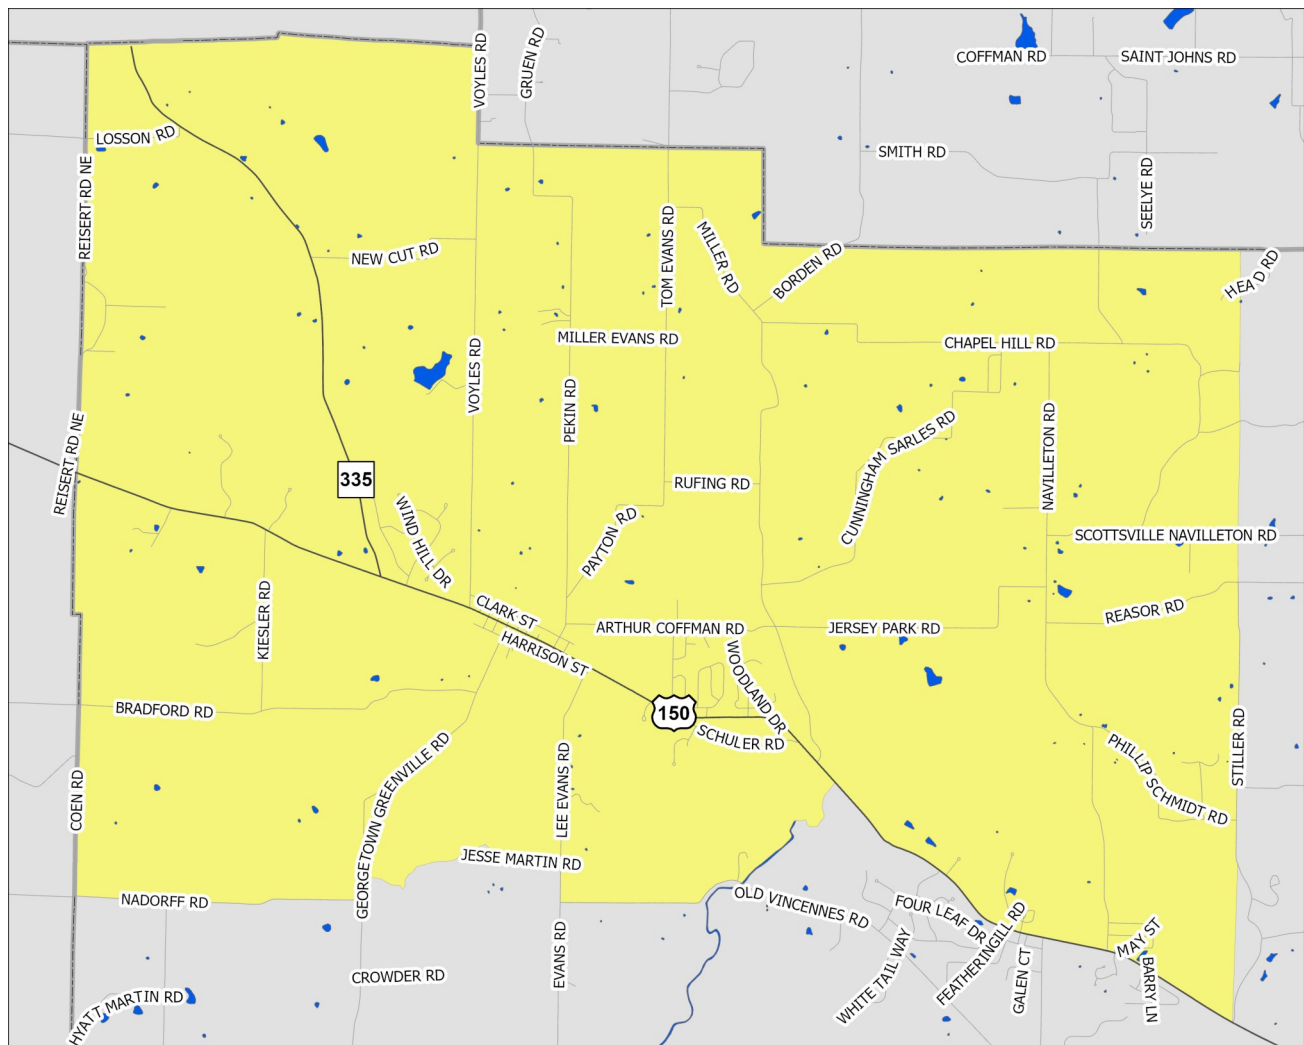 VOYLES RD
GRUEN RD
COFFMAN RD
SAINT JOHNS RD
LOSSON RD
SMITH RD
SEELYE RD
REISERT RD NE
NEW CUT RD
TOM EVANS RD
MILLER RD
BORDEN RD
HEAD RD
MILLER EVANS RD
CHAPEL HILL RD
VOYLES RD
PEKIN RD
CUNNINGHAM SARLES RD
NAVILLETON RD
REISERT RD NE
335
RUFING RD
WIND HILL DR
PAYTON RD
SCOTTSVILLE NAVILLETON RD
KIESLER RD
CLARK ST
HARRISON ST
ARTHUR COFFMAN RD
JERSEY PARK RD
REASOR RD
WOODLAND DR
BRADFORD RD
150
SCHULER RD
STILLER RD
PHILLIP SCHMIDT RD
COEN RD
GEORGETOWN GREENVILLE RD
LEE EVANS RD
JESSE MARTIN RD
NADORFF RD
OLD VINCENNES RD
FOUR LEAF DR
FEATHERINGILL RD
MAY ST
EVANS RD
WHITE TAIL WAY
GALEN CT
BARRY LN
CROWDER RD
HYATT MARTIN RD